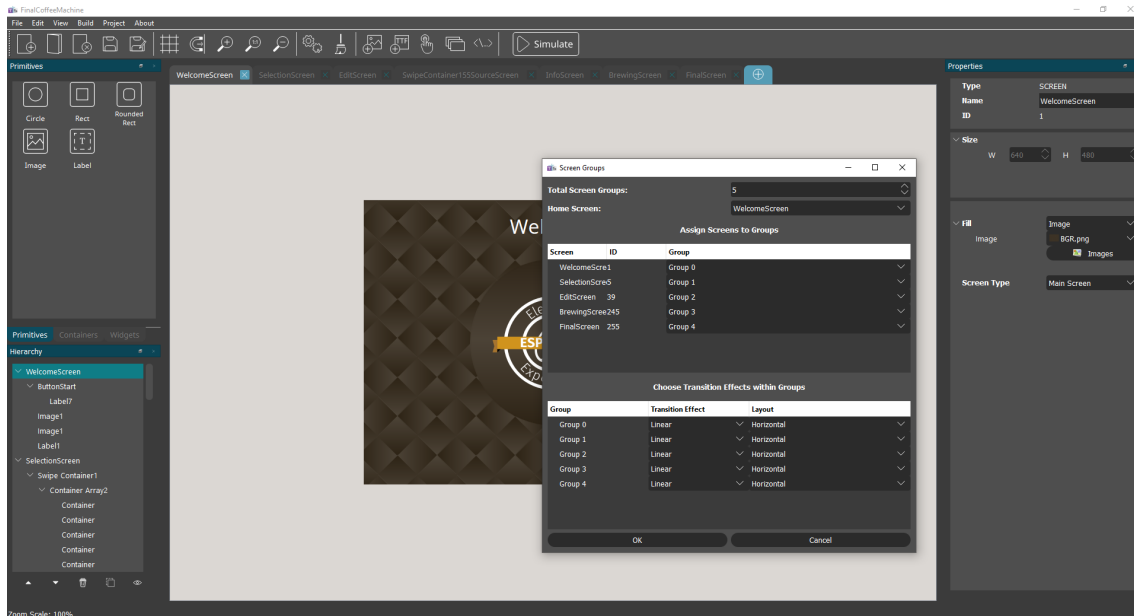 FinalCoffeeMachine
File Edit View Build Project About
Simulate
Primitives
Circle Rect Rounded Rect
Image Label
Primitives Containers Widgets
Hierarchy
WelcomeScreen
ButtonStart
Label7
Image1
Image1
Label1
SelectionScreen
Swipe Container1
Container Array2
Container
Container
Container
Container
Container
Zoom Scale: 100%
WelcomeScreen SelectionScreen EditScreen SwipeContainer155SourceScreen InfoScreen BrewingScreen FinalScreen
Wel
Ele
ESP
Expe
Screen Groups
Total Screen Groups: 5
Home Screen: WelcomeScreen
Assign Screens to Groups
Screen ID Group
WelcomeScre1 Group 0
SelectionScre5 Group 1
EditScreen 39 Group 2
BrewingScree245 Group 3
FinalScreen 255 Group 4
Choose Transition Effects within Groups
Group Transition Effect Layout
Group 0 Linear Horizontal
Group 1 Linear Horizontal
Group 2 Linear Horizontal
Group 3 Linear Horizontal
Group 4 Linear Horizontal
OK Cancel
Properties
Type SCREEN
Name WelcomeScreen
ID 1
Size
W 640 H 480
Fill Image
Image BGR.png
Images
Screen Type Main Screen